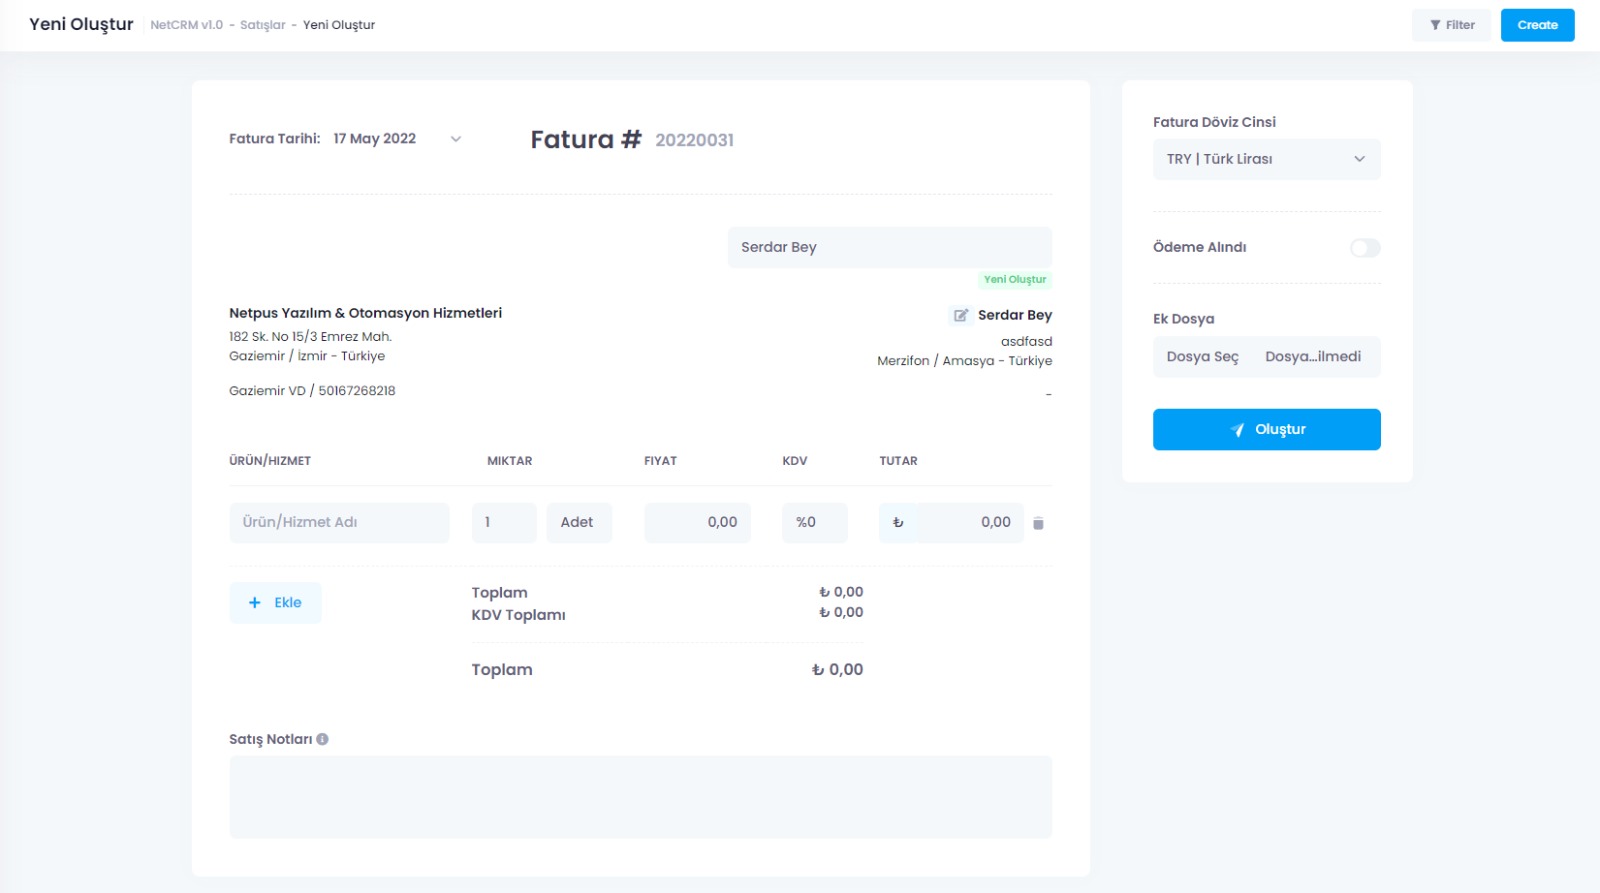 Yeni Oluştur NetCRM v1.0 - Satışlar - Yeni Oluştur Filter Create
Fatura Tarihi: 17 May 2022 Fatura # 20220031
Serdar Bey
Yeni Oluştur
Netpus Yazılım & Otomasyon Hizmetleri
182 Sk. No 15/3 Emrez Mah.
Gaziemir / İzmir - Türkiye
Gaziemir VD / 50167268218
Serdar Bey
asdfasd
Merzifon / Amasya - Türkiye
-
ÜRÜN/HIZMET MIKTAR FIYAT KDV TUTAR
Ürün/Hizmet Adı 1 Adet 0,00 %0 ₺ 0,00
+ Ekle
Toplam ₺ 0,00
KDV Toplamı ₺ 0,00
Toplam ₺ 0,00
Satış Notları
Fatura Döviz Cinsi
TRY | Türk Lirası
Ödeme Alındı
Ek Dosya
Dosya Seç Dosya...ilmedi
Oluştur